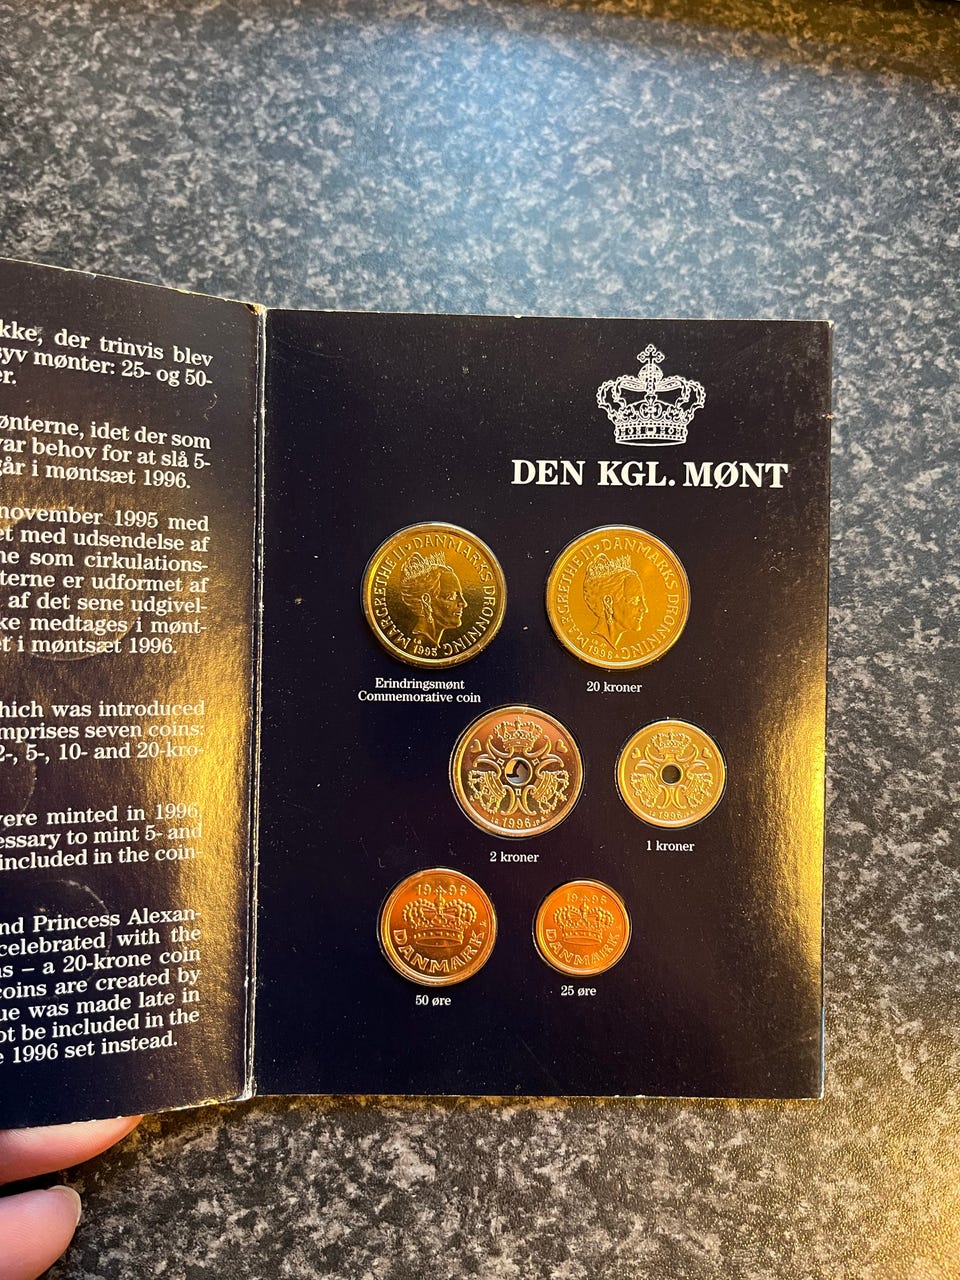 kke, der trinvis blev
syv mønter: 25- og 50-
er.
ønterne, idet der som
var behov for at slå 5-
går i møntsæt 1996.
november 1995 med
et med udsendelse af
ne som cirkulations-
terne er udformet af
af det sene udgivel-
ke medtages i mønt-
et i møntsæt 1996.
hich was introduced
mprises seven coins:
2-, 5-, 10- and 20-kro-
were minted in 1996,
essary to mint 5- and
included in the coin-
nd Princess Alexan-
celebrated with the
ns – a 20-krone coin
coins are created by
ue was made late in
ot be included in the
e 1996 set instead.
DEN KGL. MØNT
MARGRETHE II • DANMARKS DRONNING
1995
Erindringsmønt
Commemorative coin
MARGRETHE II • DANMARKS DRONNING
1996
20 kroner
1996
2 kroner
1996
1 kroner
1996
DANMARK
50 øre
1996
DANMARK
25 øre